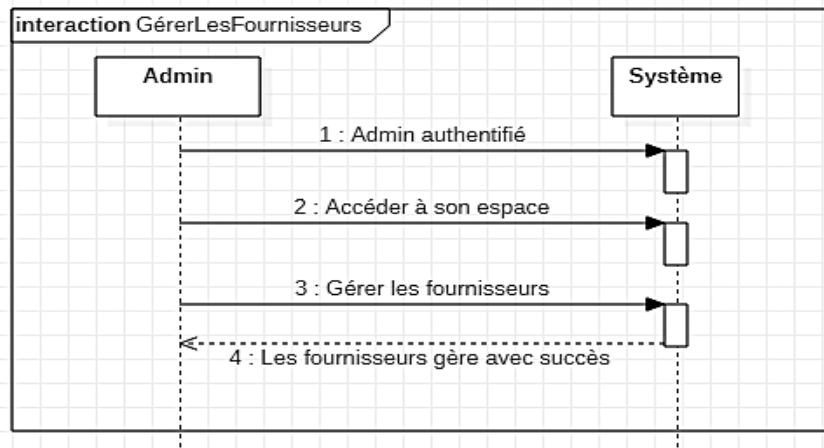 interaction GérerLesFournisseurs
Admin
Système
1 : Admin authentifié
2 : Accéder à son espace
3 : Gérer les fournisseurs
4 : Les fournisseurs gère avec succès